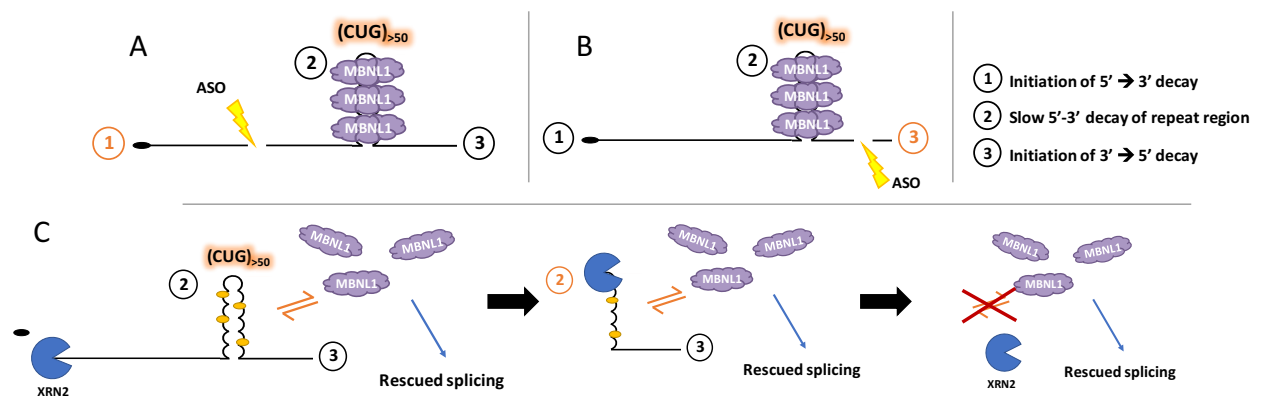 A
(CUG)>50
2
MBNL1
MBNL1
MBNL1
ASO
1
3
B
(CUG)>50
2
MBNL1
MBNL1
MBNL1
1
3
ASO
1 Initiation of 5’ → 3’ decay
2 Slow 5’-3’ decay of repeat region
3 Initiation of 3’ → 5’ decay
C
(CUG)>50
2
MBNL1
MBNL1
MBNL1
3
XRN2
Rescued splicing
2
MBNL1
MBNL1
MBNL1
3
Rescued splicing
MBNL1
MBNL1
MBNL1
XRN2
Rescued splicing